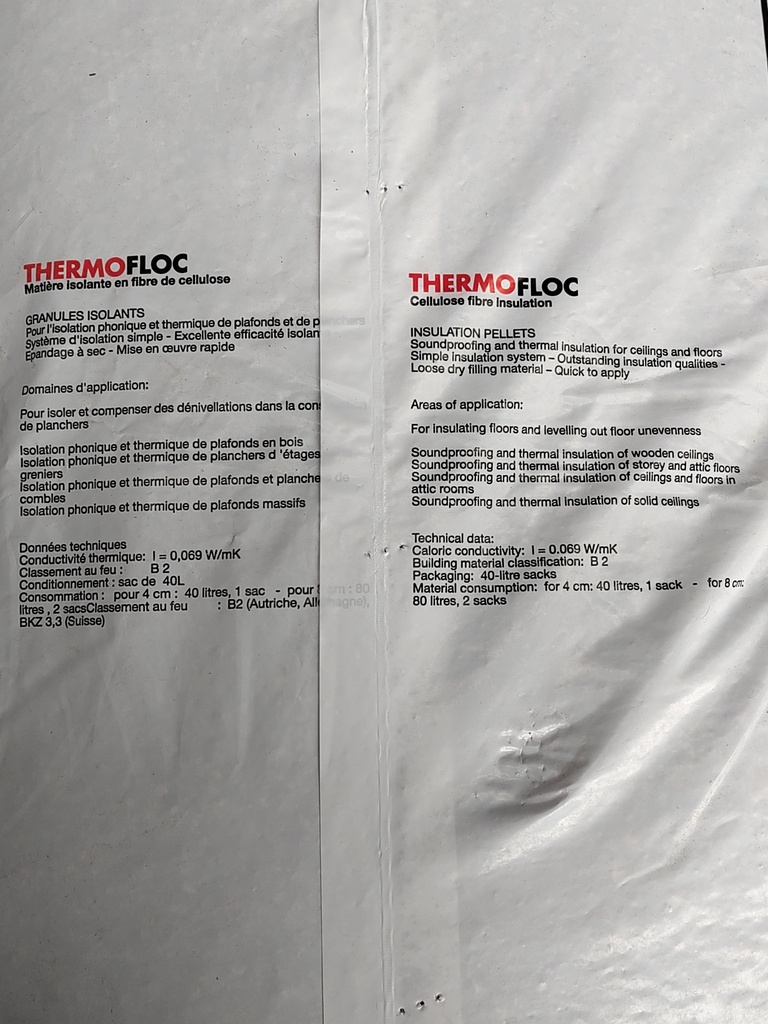 THERMOFLOC
Matière isolante en fibre de cellulose
GRANULES ISOLANTS
Pour l'isolation phonique et thermique de plafonds et de planchers
Système d'isolation simple - Excellente efficacité isolan
Epandage à sec - Mise en œuvre rapide
Domaines d'application:
Pour isoler et compenser des dénivellations dans la con
de planchers
Isolation phonique et thermique de plafonds en bois
Isolation phonique et thermique de planchers d 'étages
greniers
Isolation phonique et thermique de plafonds et planche de
combles
Isolation phonique et thermique de plafonds massifs
Données techniques
Conductivité thermique: l = 0,069 W/mK
Classement au feu : B 2
Conditionnement : sac de 40L
Consommation : pour 4 cm : 40 litres, 1 sac - pour 8 cm : 80
litres , 2 sacsClassement au feu : B2 (Autriche, Allemagne),
BKZ 3,3 (Suisse)
THERMOFLOC
Cellulose fibre insulation
INSULATION PELLETS
Soundproofing and thermal insulation for ceilings and floors
Simple insulation system – Outstanding insulation qualities -
Loose dry filling material – Quick to apply
Areas of application:
For insulating floors and levelling out floor unevenness
Soundproofing and thermal insulation of wooden ceilings
Soundproofing and thermal insulation of storey and attic floors
Soundproofing and thermal insulation of ceilings and floors in
attic rooms
Soundproofing and thermal insulation of solid ceilings
Technical data:
Caloric conductivity: l = 0.069 W/mK
Building material classification: B 2
Packaging: 40-litre sacks
Material consumption: for 4 cm: 40 litres, 1 sack - for 8 cm:
80 litres, 2 sacks